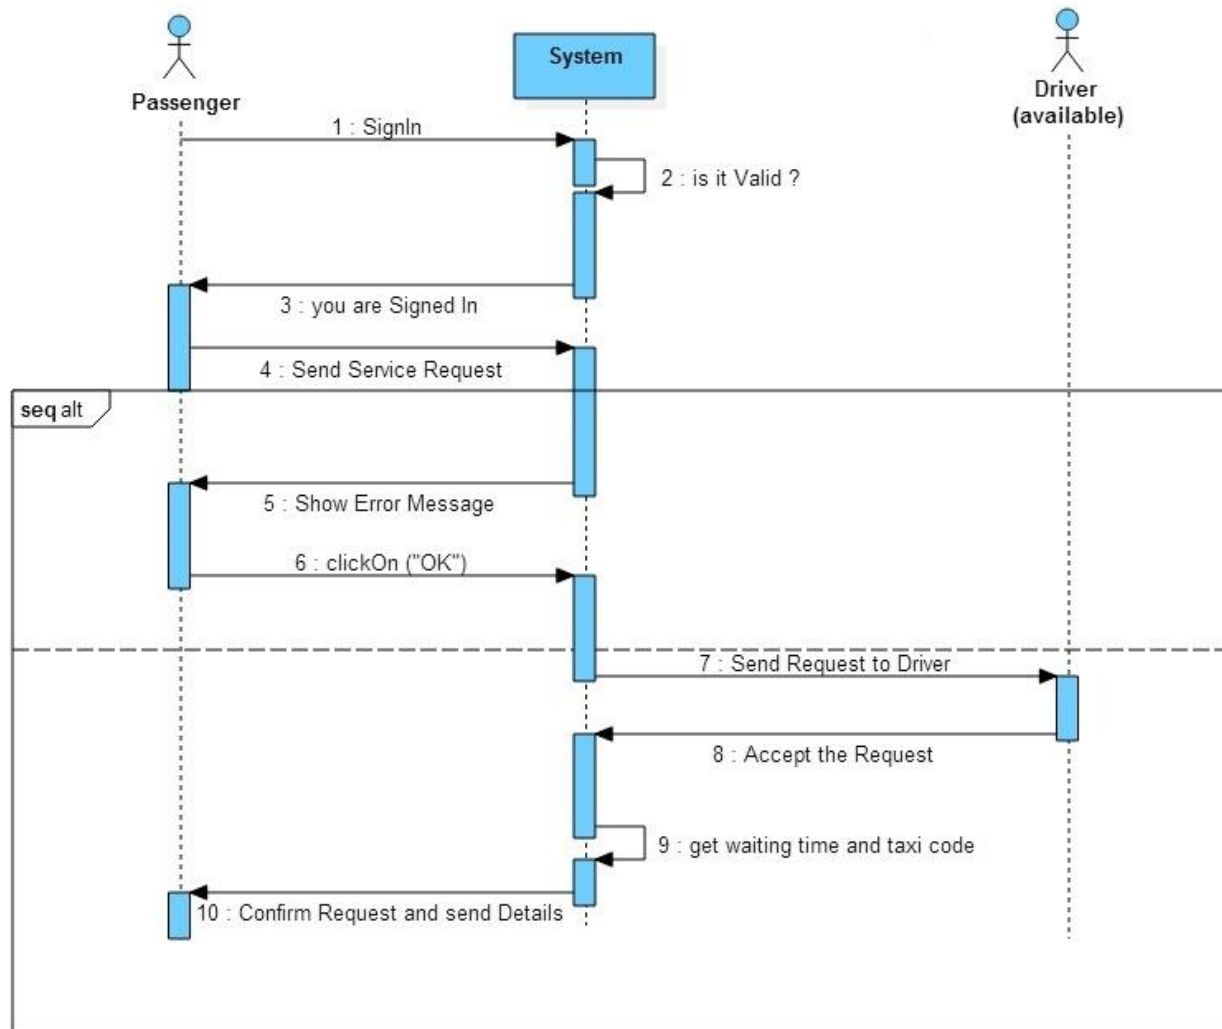 Passenger
System
Driver
(available)
1 : SignIn
2 : is it Valid ?
3 : you are Signed In
4 : Send Service Request
seq alt
5 : Show Error Message
6 : clickOn ("OK")
7 : Send Request to Driver
8 : Accept the Request
9 : get waiting time and taxi code
10 : Confirm Request and send Details